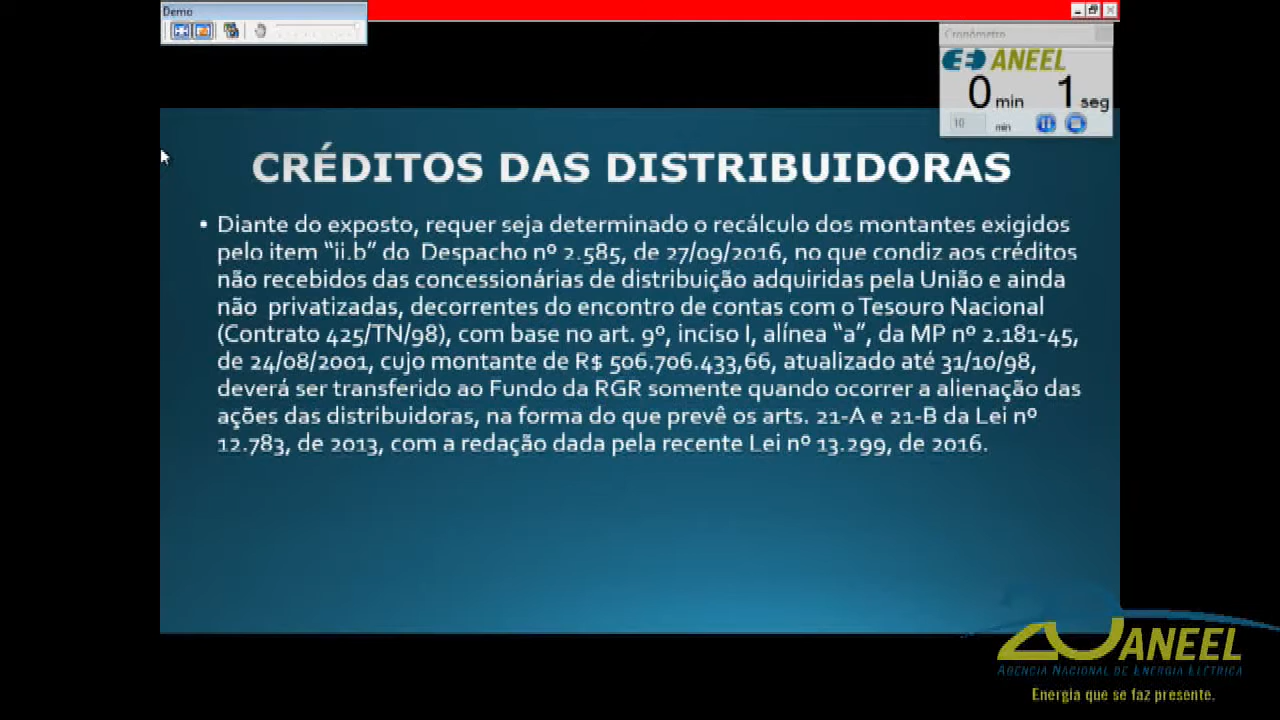 Demo
Cronômetro
ANEEL
0 min 1 seg
10 min
CRÉDITOS DAS DISTRIBUIDORAS
• Diante do exposto, requer seja determinado o recálculo dos montantes exigidos
pelo item “ii.b” do Despacho nº 2.585, de 27/09/2016, no que condiz aos créditos
não recebidos das concessionárias de distribuição adquiridas pela União e ainda
não privatizadas, decorrentes do encontro de contas com o Tesouro Nacional
(Contrato 425/TN/98), com base no art. 9º, inciso I, alínea “a”, da MP nº 2.181-45,
de 24/08/2001, cujo montante de R$ 506.706.433,66, atualizado até 31/10/98,
deverá ser transferido ao Fundo da RGR somente quando ocorrer a alienação das
ações das distribuidoras, na forma do que prevê os arts. 21-A e 21-B da Lei nº
12.783, de 2013, com a redação dada pela recente Lei nº 13.299, de 2016.
20 ANEEL
AGÊNCIA NACIONAL DE ENERGIA ELÉTRICA
Energia que se faz presente.